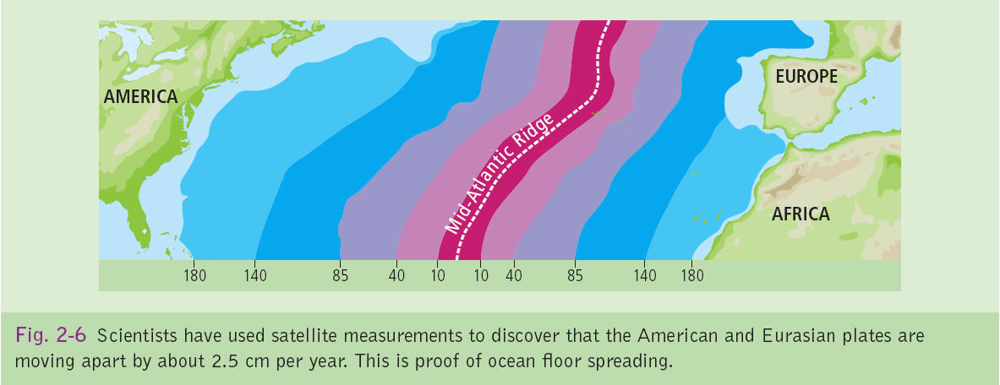 AMERICA
EUROPE
Mid-Atlantic Ridge
AFRICA
180 140 85 40 10 10 40 85 140 180
Fig. 2-6 Scientists have used satellite measurements to discover that the American and Eurasian plates are
moving apart by about 2.5 cm per year. This is proof of ocean floor spreading.